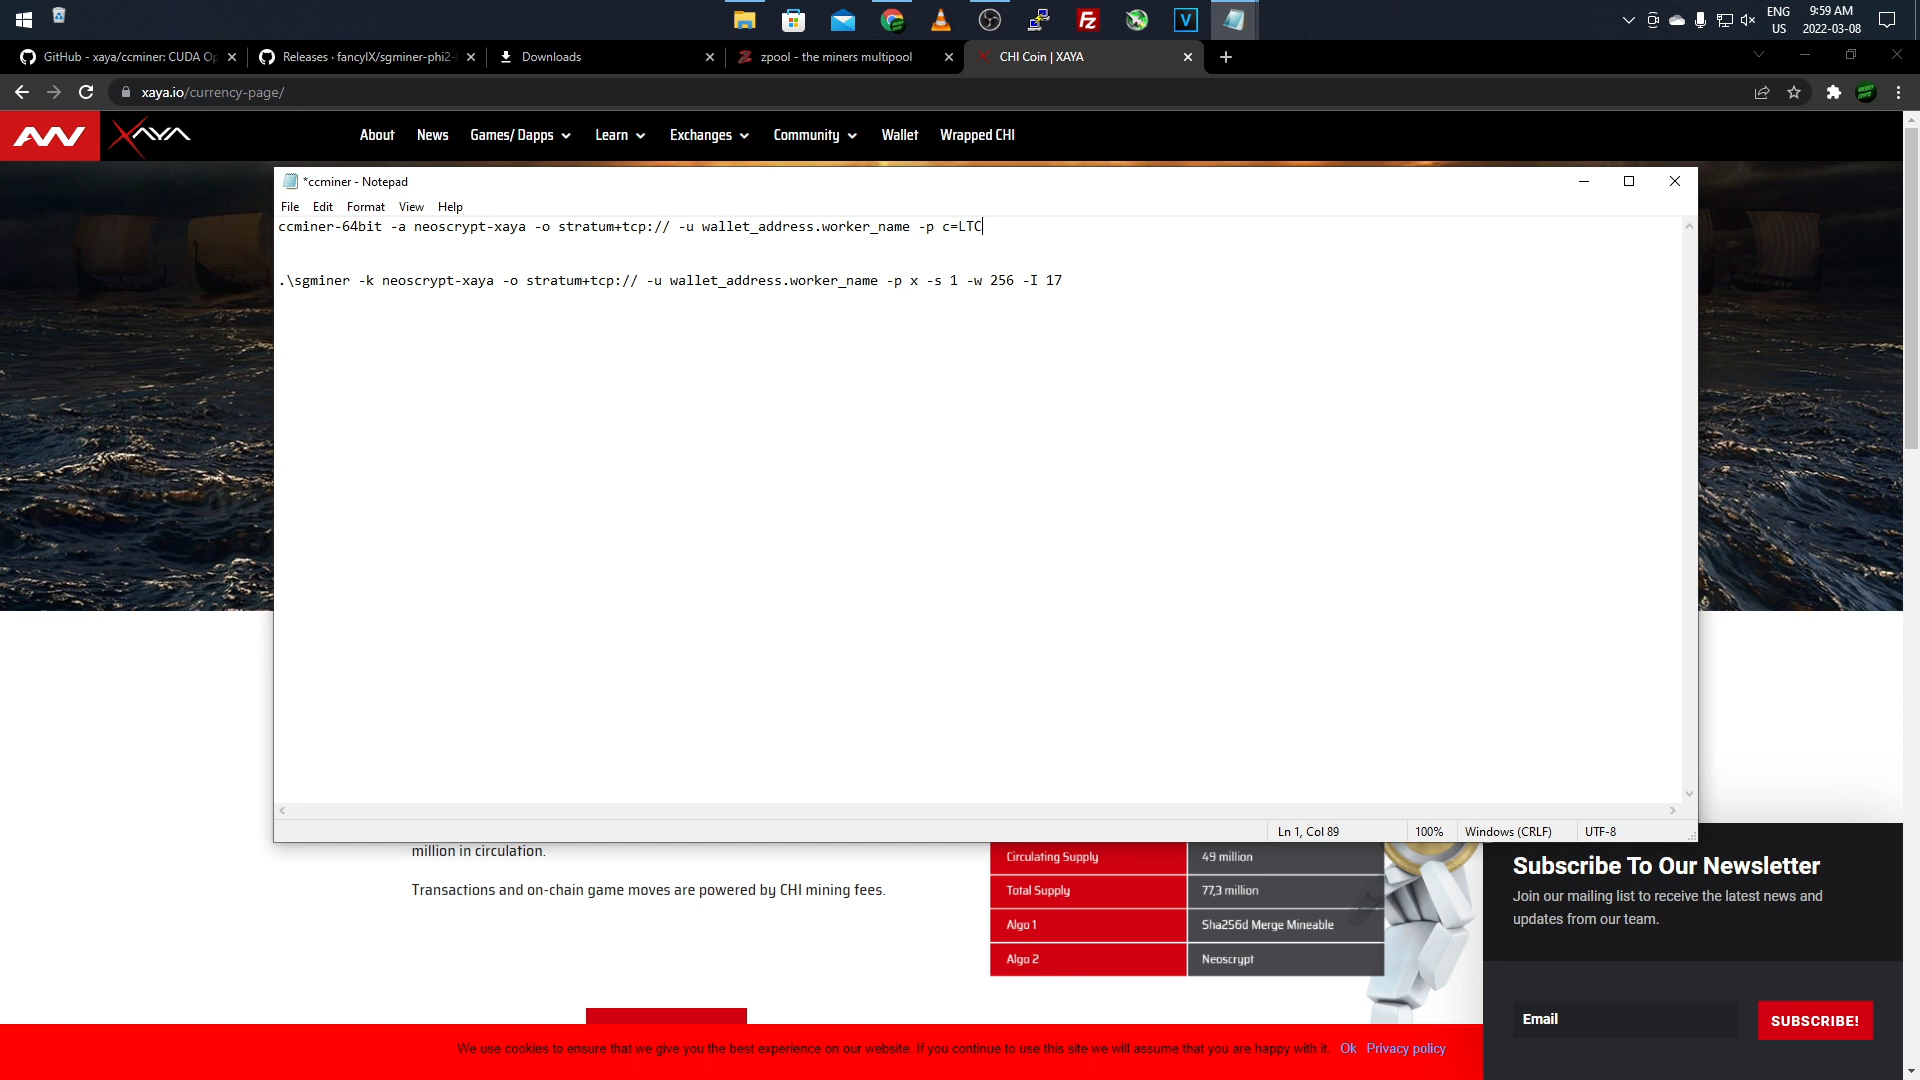 ENG
US
9:59 AM
2022-03-08
GitHub - xaya/ccminer: CUDA Op
Releases · fancyIX/sgminer-phi2-
Downloads
zpool - the miners multipool
CHI Coin | XAYA
xaya.io/currency-page/
XAYA
About
News
Games/ Dapps
Learn
Exchanges
Community
Wallet
Wrapped CHI
*ccminer - Notepad
File
Edit
Format
View
Help
ccminer-64bit -a neoscrypt-xaya -o stratum+tcp:// -u wallet_address.worker_name -p c=LTC
.\sgminer -k neoscrypt-xaya -o stratum+tcp:// -u wallet_address.worker_name -p x -s 1 -w 256 -I 17
Ln 1, Col 89
100%
Windows (CRLF)
UTF-8
million in circulation.
Transactions and on-chain game moves are powered by CHI mining fees.
Circulating Supply
49 million
Total Supply
77,3 million
Algo 1
Sha256d Merge Mineable
Algo 2
Neoscrypt
Subscribe To Our Newsletter
Join our mailing list to receive the latest news and
updates from our team.
Email
SUBSCRIBE!
We use cookies to ensure that we give you the best experience on our website. If you continue to use this site we will assume that you are happy with it.
Ok
Privacy policy